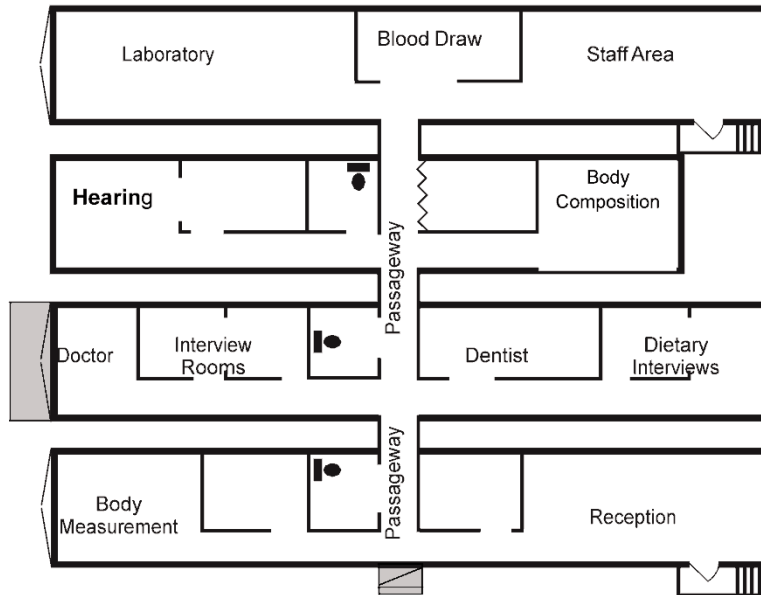 Laboratory
Blood Draw
Staff Area
Hearing
Body
Composition
Passageway
Doctor
Interview
Rooms
Dentist
Dietary
Interviews
Passageway
Body
Measurement
Reception